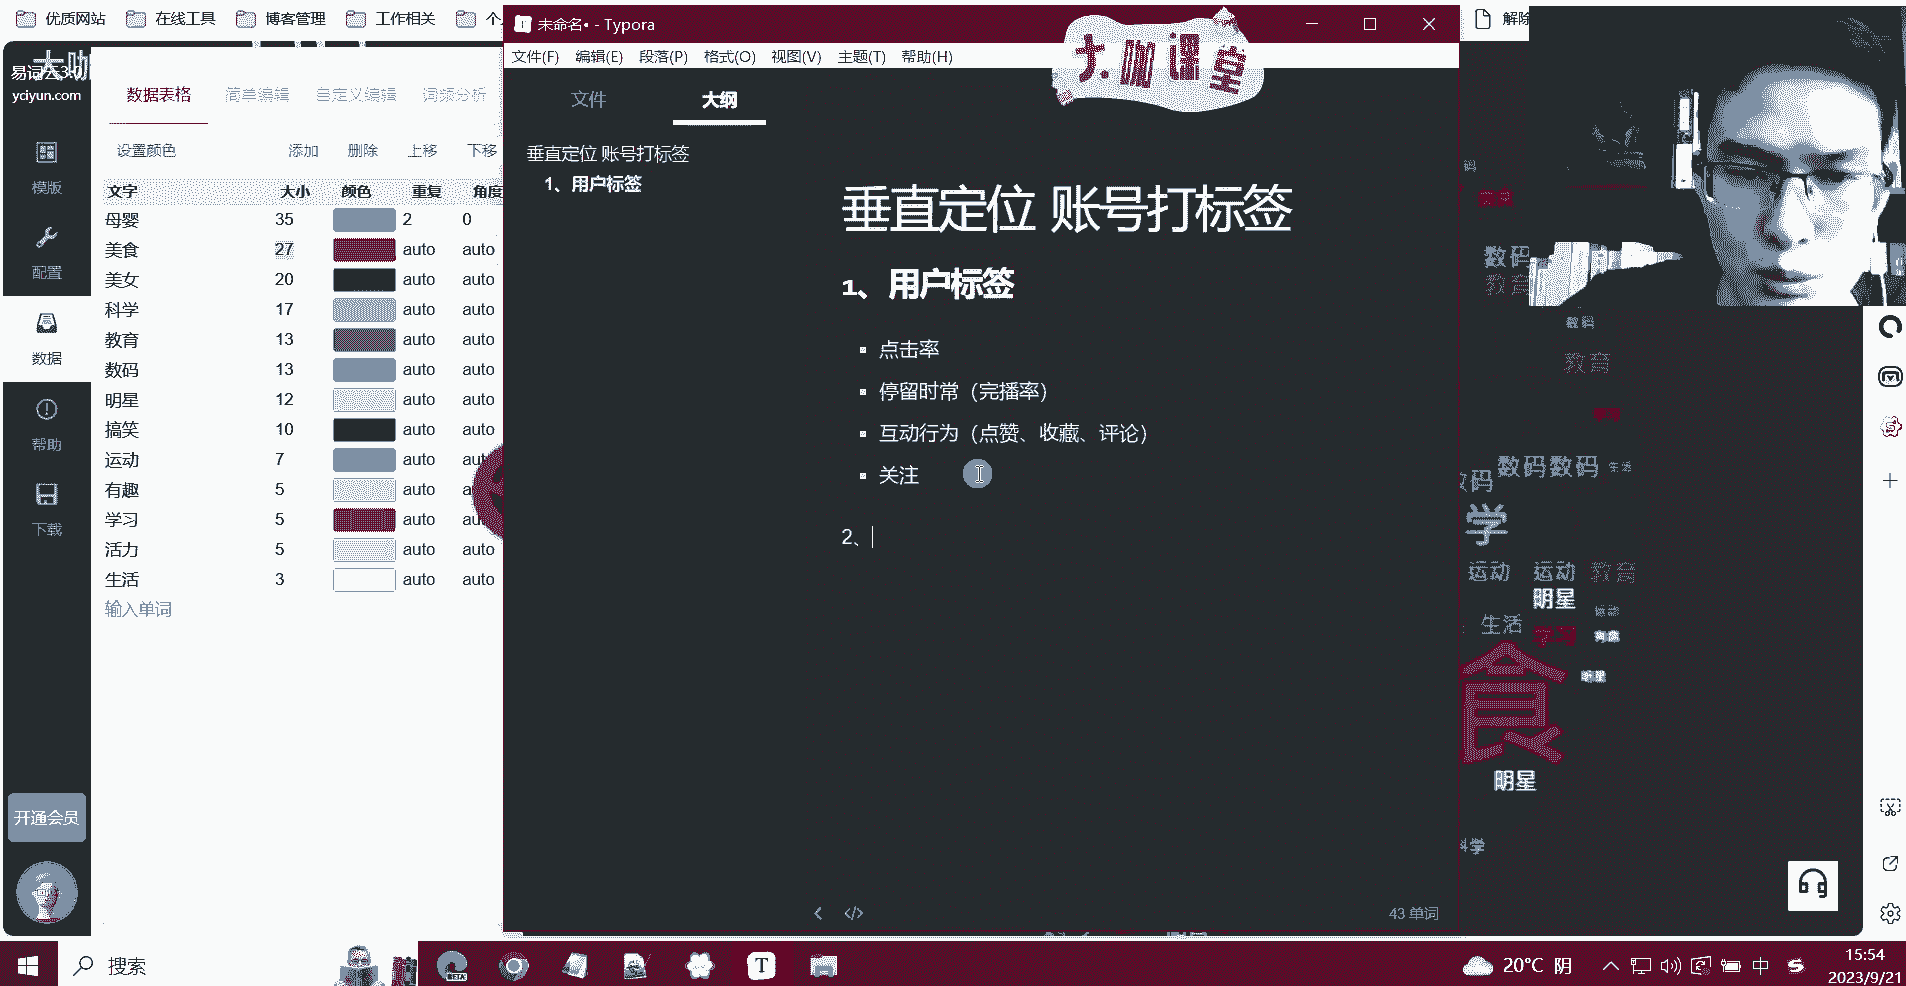 优质网站
在线工具
博客管理
工作相关
易词云3.0
yciyun.com
模版
配置
数据
帮助
下载
开通会员
数据表格
简单编辑
自定义编辑
词频分析
设置颜色
添加
删除
上移
下移
文字 大小 颜色 重复 角度
母婴 35 2 0
美食 27 auto auto
美女 20 auto auto
科学 17 auto auto
教育 13 auto auto
数码 13 auto auto
明星 12 auto auto
搞笑 10 auto auto
运动 7 auto
有趣 5 auto auto
学习 5 auto
活力 5 auto auto
生活 3 auto auto
输入单词
未命名• - Typora
文件(F) 编辑(E) 段落(P) 格式(O) 视图(V) 主题(T) 帮助(H)
大咖课堂
文件
大纲
垂直定位 账号打标签
1、用户标签
垂直定位 账号打标签
1、用户标签
点击率
停留时常（完播率）
互动行为（点赞、收藏、评论）
关注
2、
43 单词
解除
数码
教育
数码
教育
数码数码
生活
学
运动
运动
教育
明星
生活
学习
食
明星
搜索
20°C 阴
中
15:54
2023/9/21